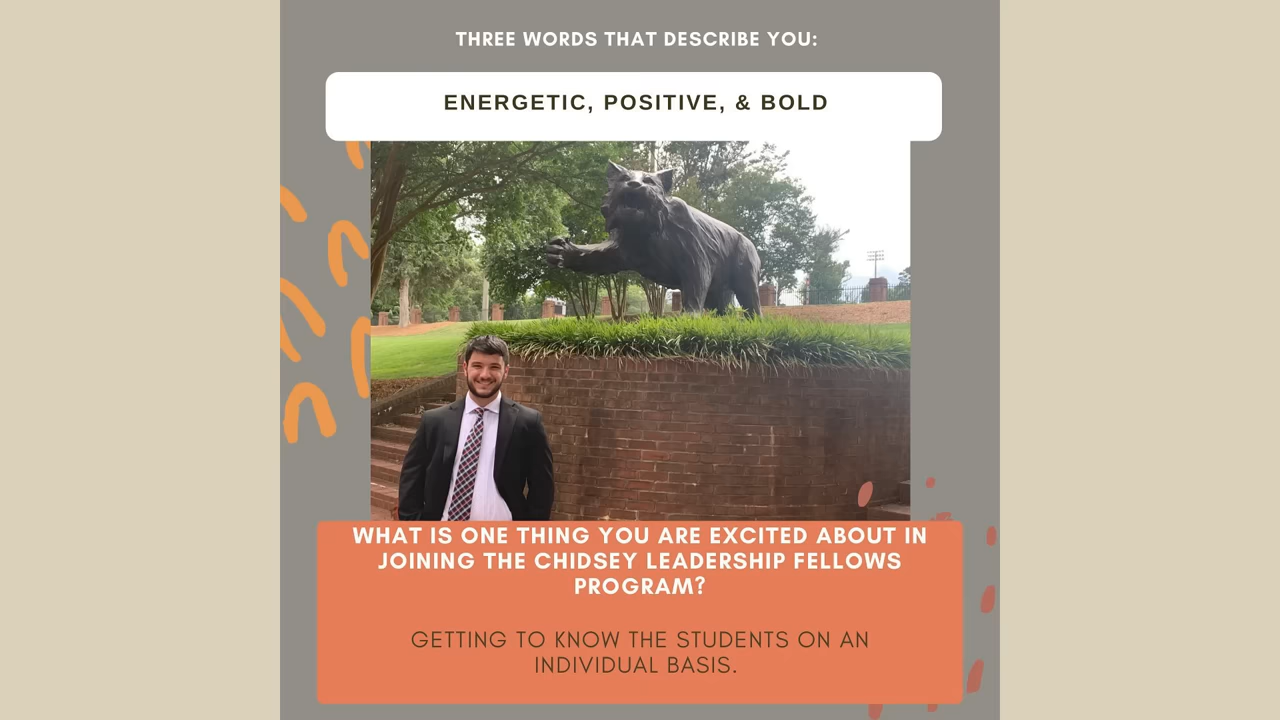 THREE WORDS THAT DESCRIBE YOU:
ENERGETIC, POSITIVE, & BOLD
WHAT IS ONE THING YOU ARE EXCITED ABOUT IN
JOINING THE CHIDSEY LEADERSHIP FELLOWS
PROGRAM?
GETTING TO KNOW THE STUDENTS ON AN
INDIVIDUAL BASIS.